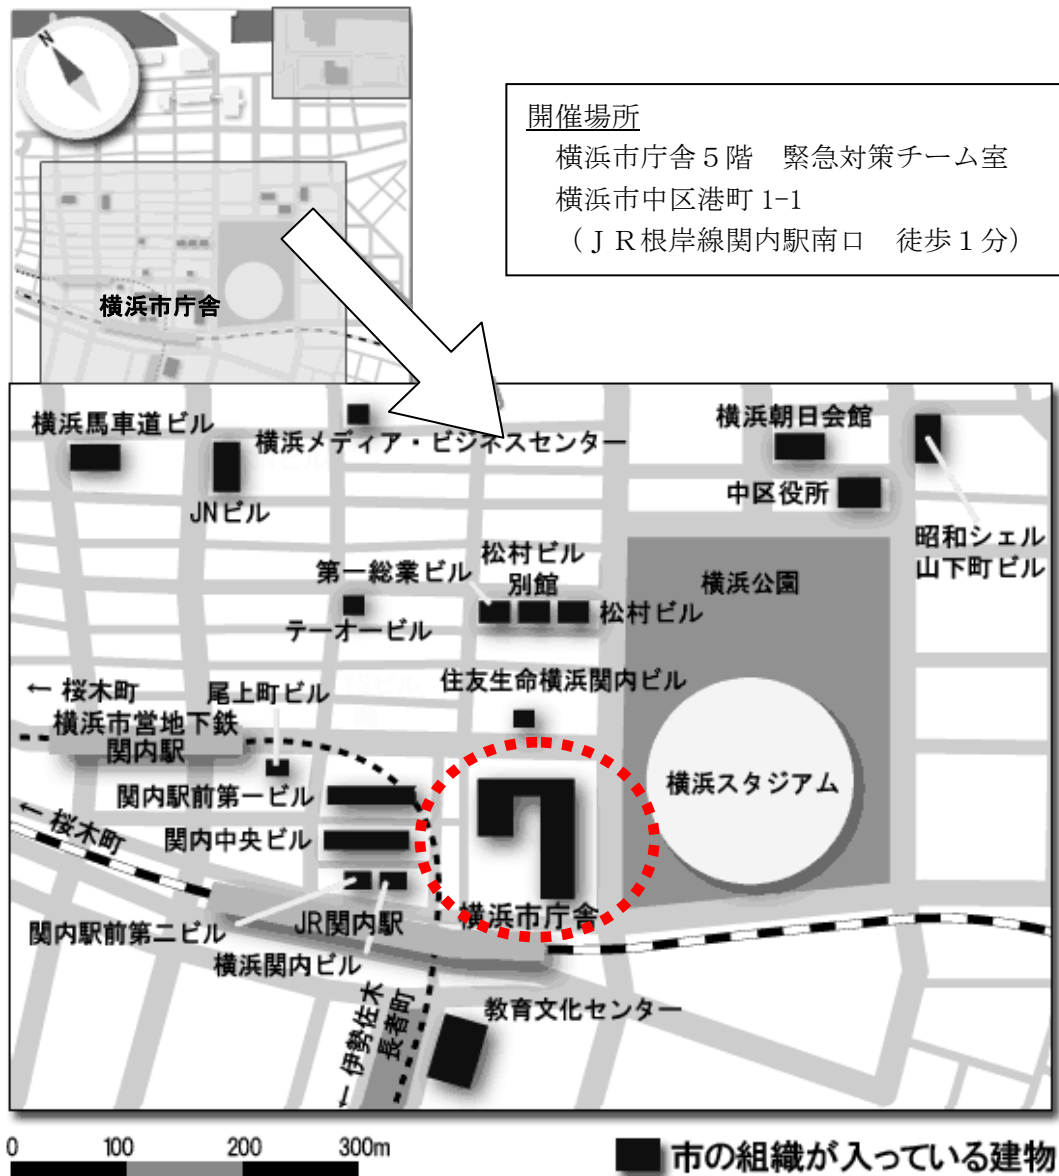 N
開催場所
横浜市庁舎５階　緊急対策チーム室
横浜市中区港町 1-1
（ＪＲ根岸線関内駅南口　徒歩１分）
横浜市庁舎
横浜馬車道ビル
横浜メディア・ビジネスセンター
JNビル
横浜朝日会館
中区役所
昭和シェル
山下町ビル
松村ビル
別館
第一総業ビル
松村ビル
テーオービル
横浜公園
住友生命横浜関内ビル
← 桜木町
横浜市営地下鉄
関内駅
尾上町ビル
関内駅前第一ビル
関内中央ビル
← 桜木町
横浜スタジアム
関内駅前第二ビル
JR関内駅
横浜関内ビル
横浜市庁舎
教育文化センター
← 伊勢佐木
長者町
0 100 200 300m
市の組織が入っている建物